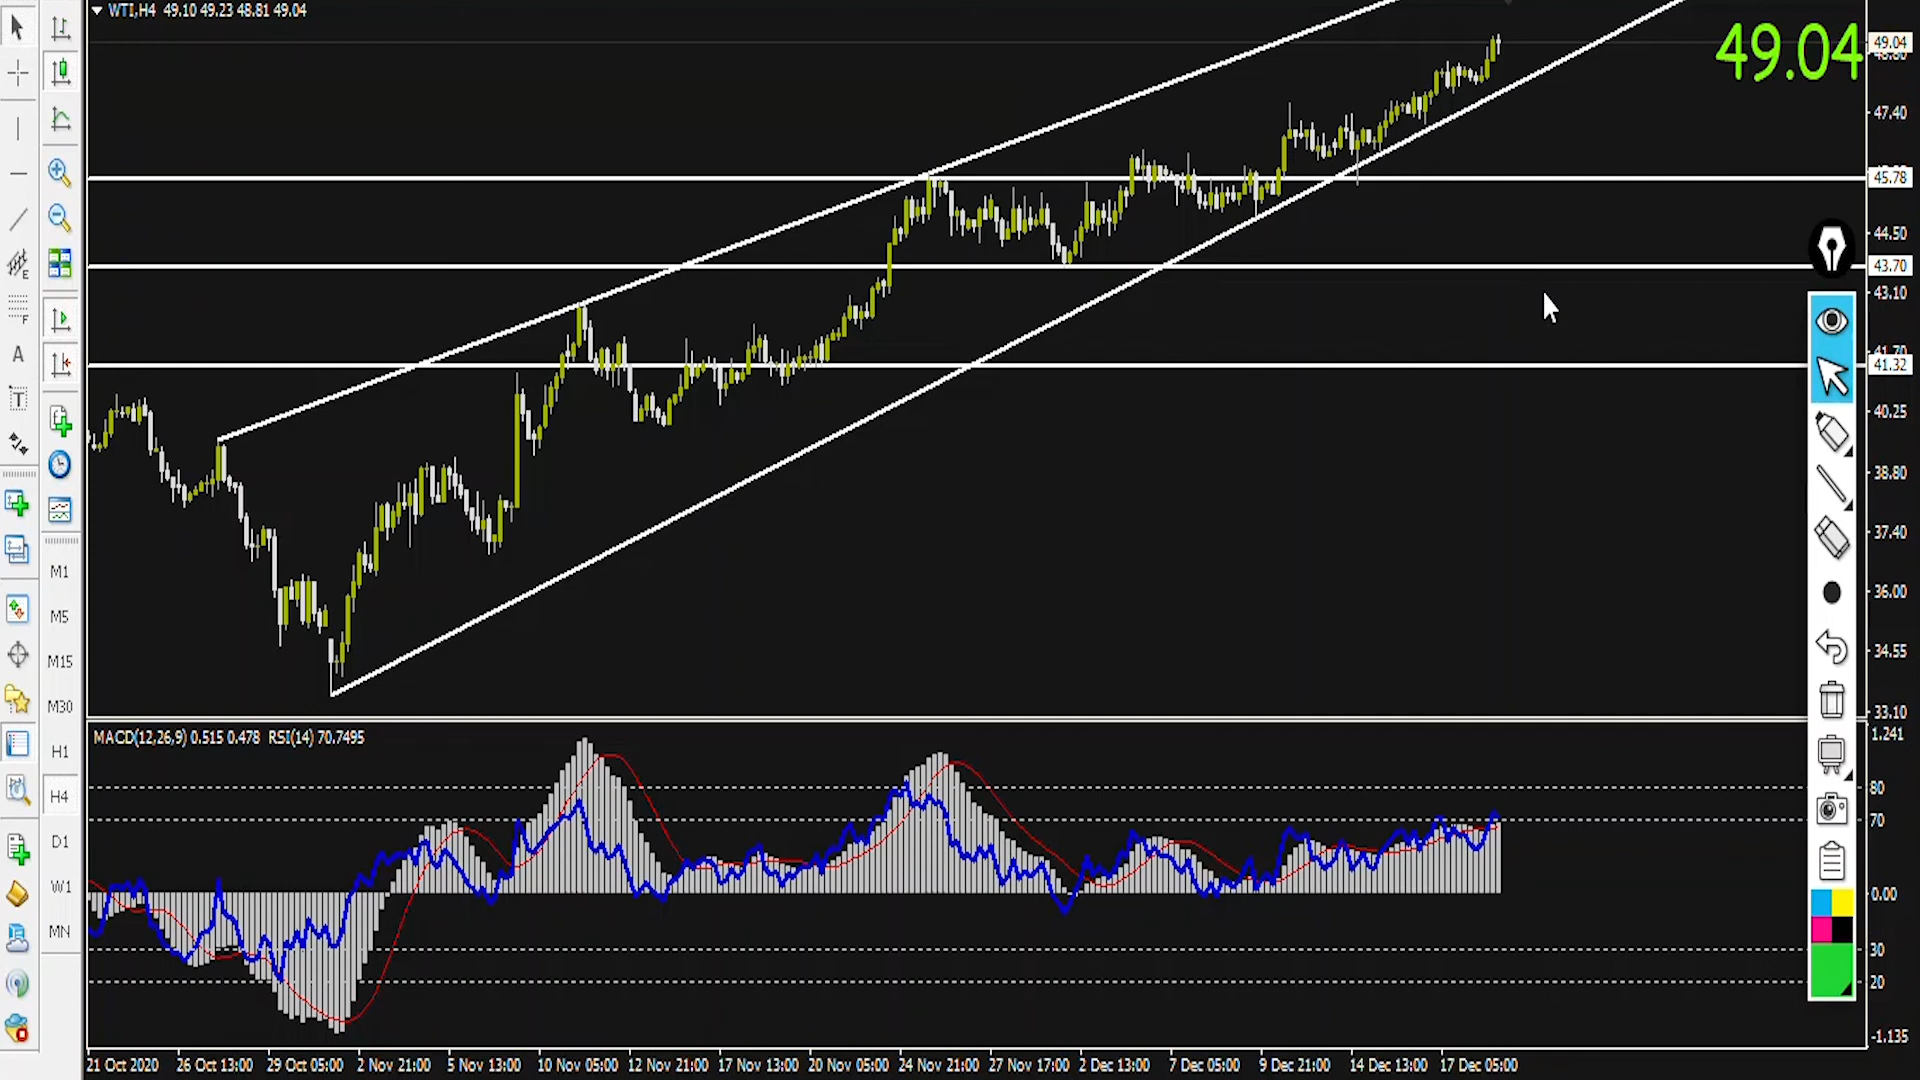 WTI,H4 49.10 49.23 48.81 49.04
49.04
49.04
47.40
45.78
44.50
43.70
43.10
41.70
41.32
40.25
38.80
37.40
36.00
34.55
33.10
E
F
A
T
M1
M5
M15
M30
H1
H4
D1
W1
MN
MACD(12,26,9) 0.515 0.478 RSI(14) 70.7495
1.241
80
70
0.00
30
20
-1.135
21 Oct 2020 26 Oct 13:00 29 Oct 05:00 2 Nov 21:00 5 Nov 13:00 10 Nov 05:00 12 Nov 21:00 17 Nov 13:00 20 Nov 05:00 24 Nov 21:00 27 Nov 17:00 2 Dec 13:00 7 Dec 05:00 9 Dec 21:00 14 Dec 13:00 17 Dec 05:00